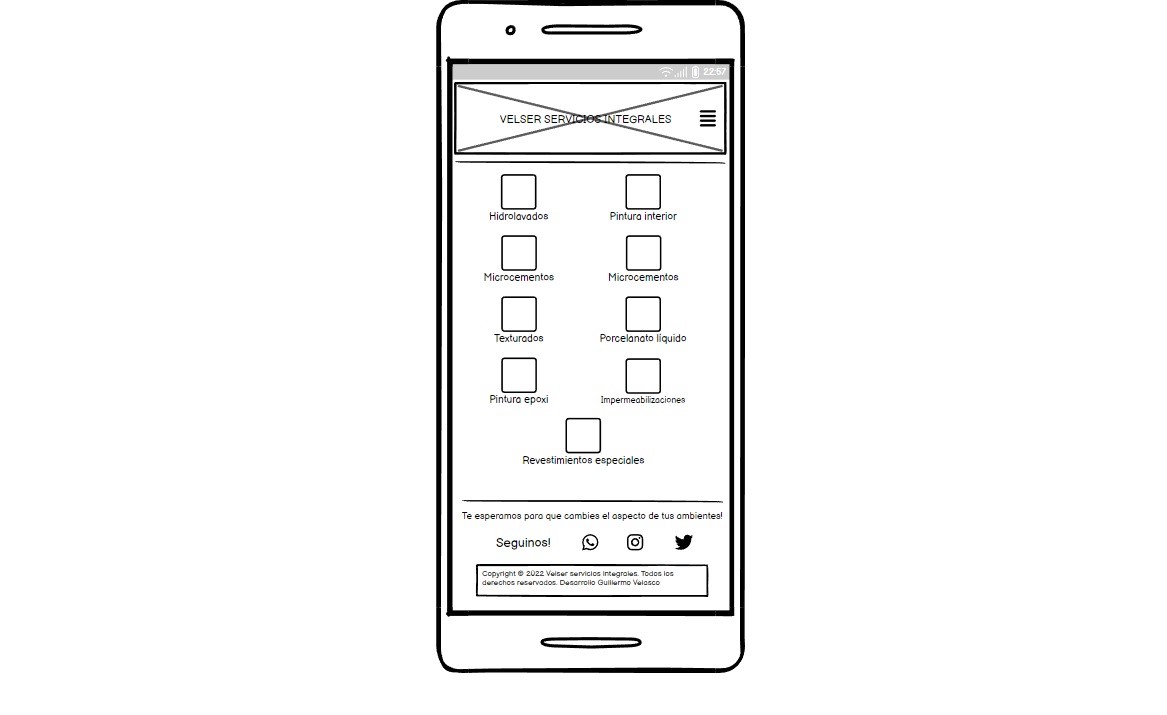 22:57
VELSER SERVICIOS INTEGRALES
Hidrolavados
Pintura interior
Microcementos
Microcementos
Texturados
Porcelanato líquido
Pintura epoxi
Impermeabilizaciones
Revestimientos especiales
Te esperamos para que cambies el aspecto de tus ambientes!
Seguinos!
Copyright © 2022 Velser servicios integrales. Todos los
derechos reservados. Desarrollo Guillermo Velasco